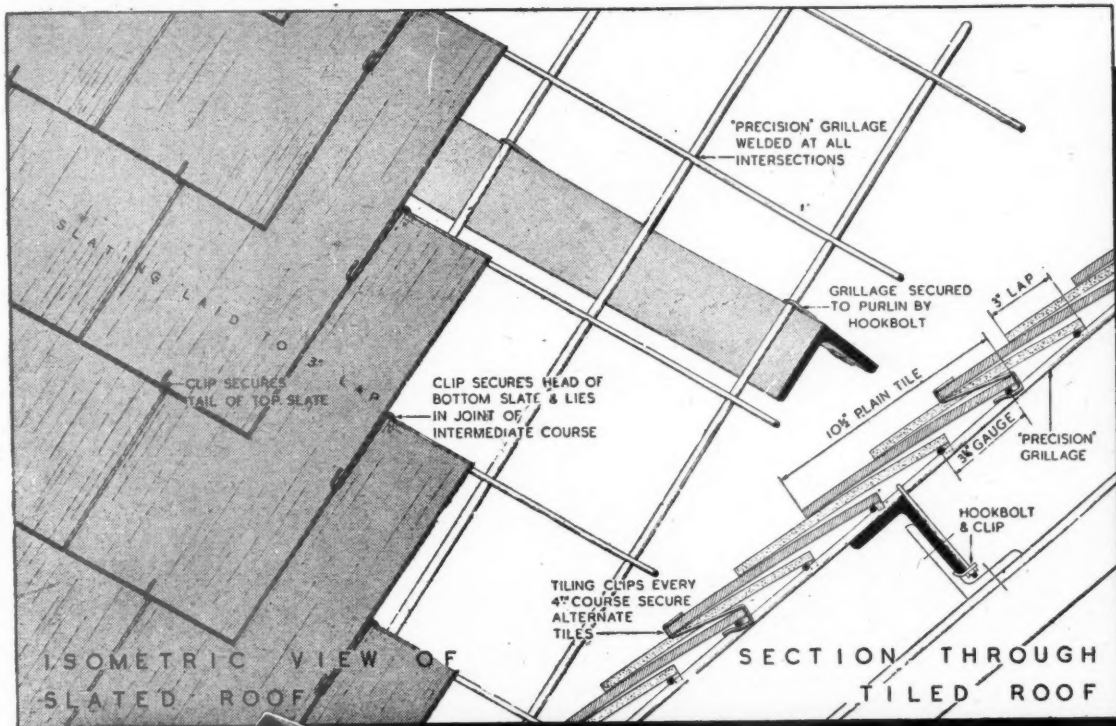 "PRECISION" GRILLAGE
WELDED AT ALL
INTERSECTIONS
GRILLAGE SECURED
TO PURLIN BY
HOOKBOLT
SLATING LAID TO 3" LAP
CLIP SECURES
TAIL OF TOP SLATE
CLIP SECURES HEAD OF
BOTTOM SLATE & LIES
IN JOINT OF
INTERMEDIATE COURSE
3" LAP
10½" PLAIN TILE
GAUGE
"PRECISION"
GRILLAGE
HOOKBOLT
& CLIP
TILING CLIPS EVERY
4TH COURSE SECURE
ALTERNATE
TILES
ISOMETRIC VIEW OF
SLATED ROOF
SECTION THROUGH
TILED ROOF